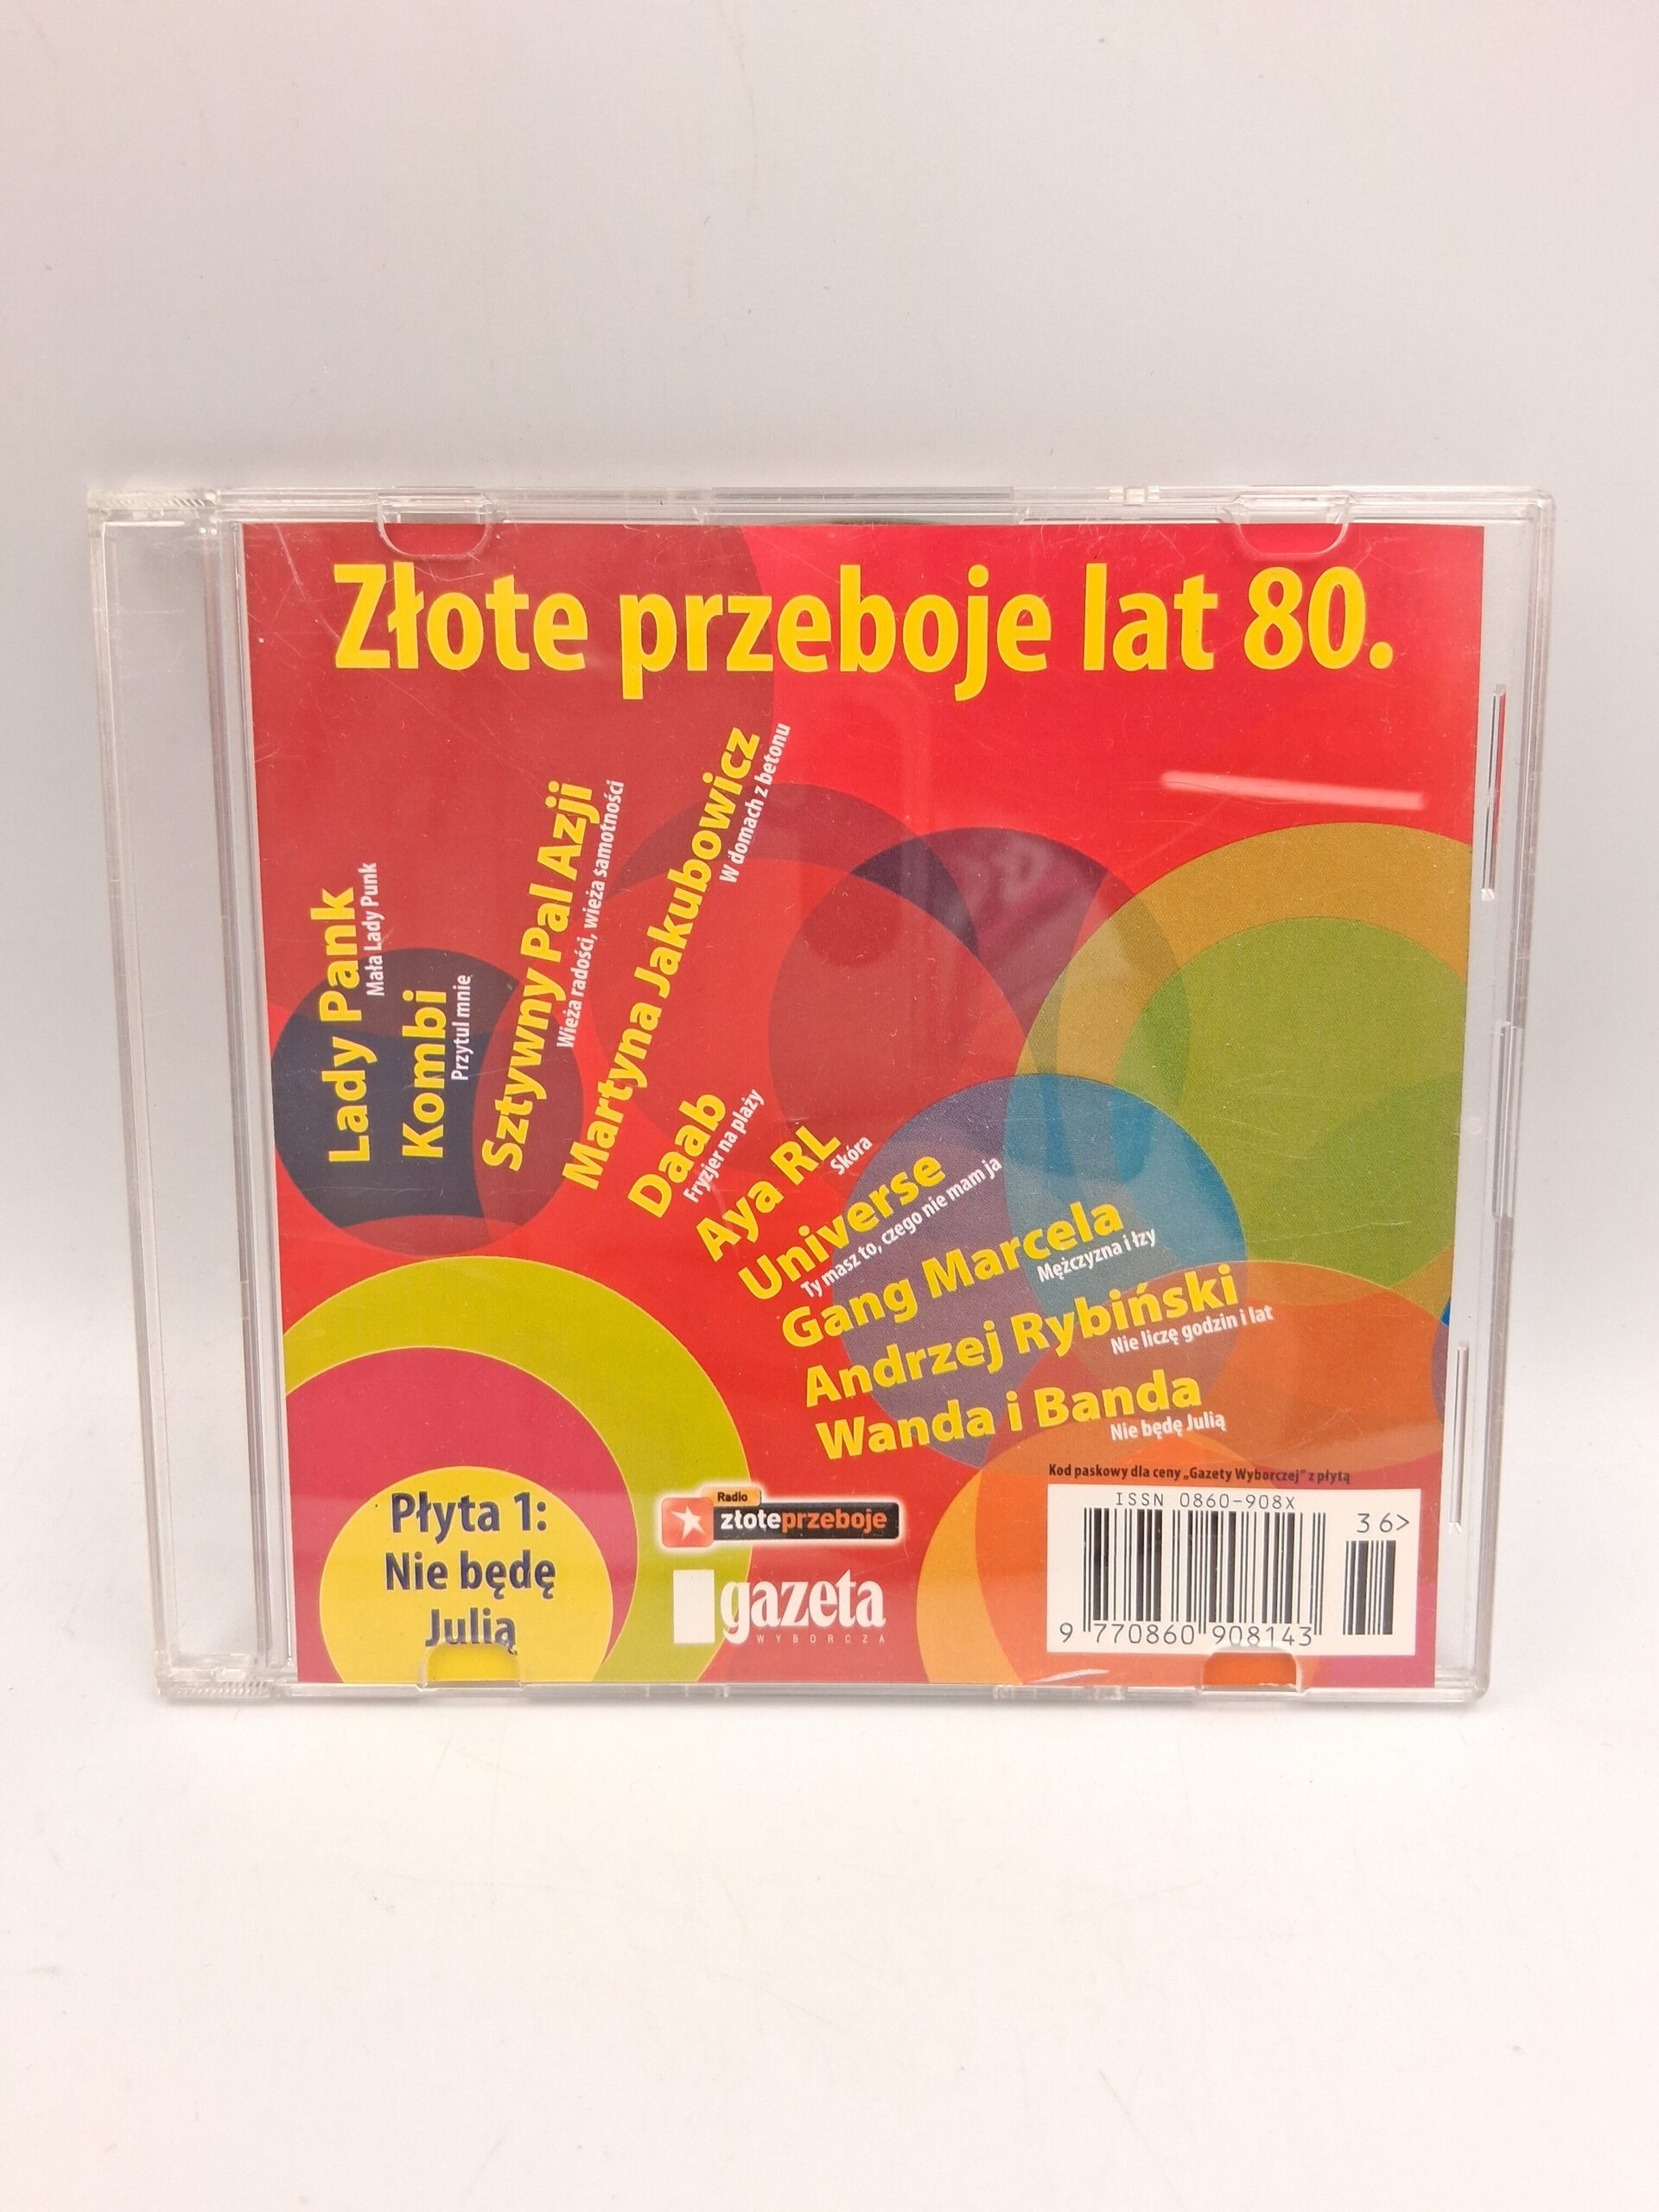 Złote przeboje lat 80.
Lady Pank
Mała Lady Punk
Kombi
Przytul mnie
Sztywny Pal Azji
Wieża radości, wieża samotności
Martyna Jakubowicz
W domach z betonu
Daab
Fryzjer na plaży
Aya RL
Skóra
Universe
Ty masz to, czego nie mam ja
Gang Marcela
Mężczyzna i łzy
Andrzej Rybiński
Nie liczę godzin i lat
Wanda i Banda
Nie będę Julią
Płyta 1:
Nie będę
Julią
Radio
złoteprzeboje
gazeta
WYBORCZA
Kod paskowy dla ceny „Gazety Wyborczej” z płytą
ISSN 0860-908X
36>
9 770860 908143